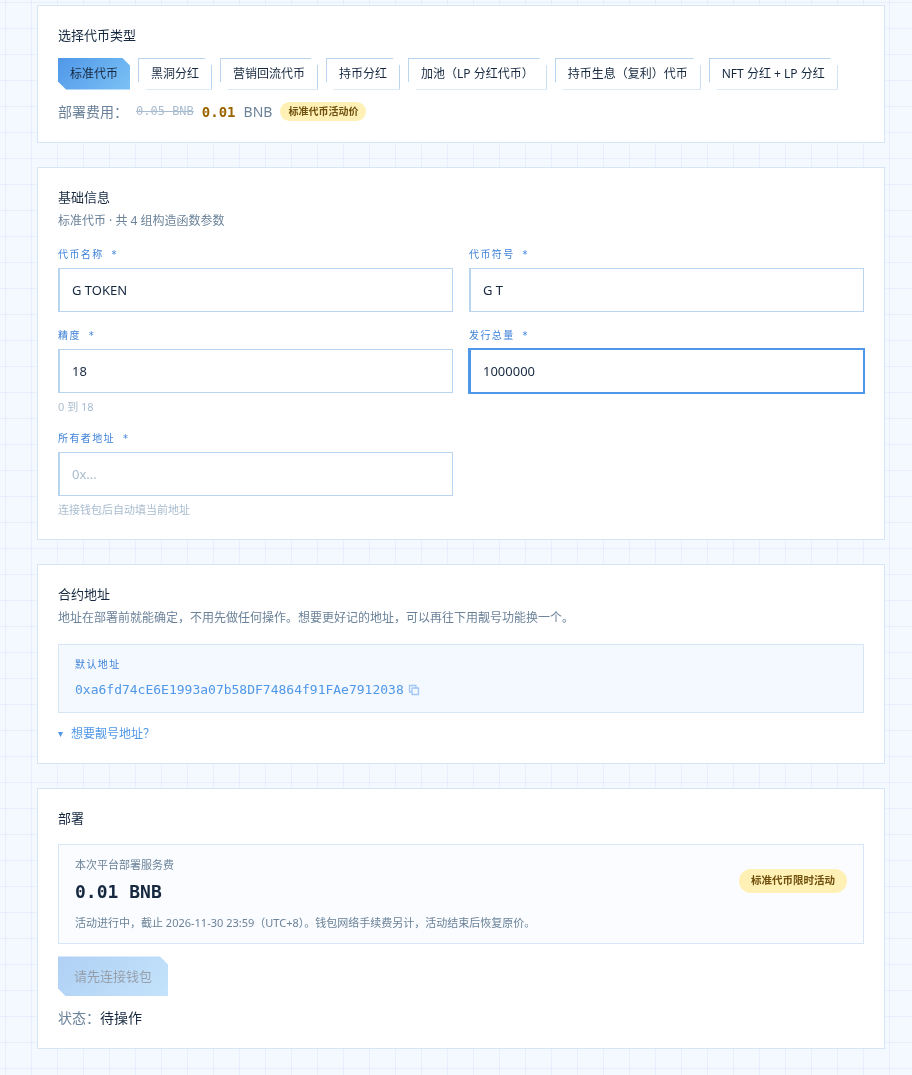 选择代币类型
标准代币 黑洞分红 营销回流代币 持币分红 加池（LP 分红代币） 持币生息（复利）代币 NFT 分红 + LP 分红
部署费用： 0.05 BNB 0.01 BNB 标准代币活动价
基础信息
标准代币 · 共 4 组构造函数参数
代币名称 * 代币符号 *
G TOKEN G T
精度 * 发行总量 *
18 1000000
0 到 18
所有者地址 *
0x...
连接钱包后自动填当前地址
合约地址
地址在部署前就能确定，不用先做任何操作。想要更好记的地址，可以再往下用靓号功能换一个。
默认地址
0xa6fd74cE6E1993a07b58DF74864f91FAe7912038
▾ 想要靓号地址？
部署
本次平台部署服务费
0.01 BNB 标准代币限时活动
活动进行中，截止 2026-11-30 23:59（UTC+8）。钱包网络手续费另计，活动结束后恢复原价。
请先连接钱包
状态：待操作